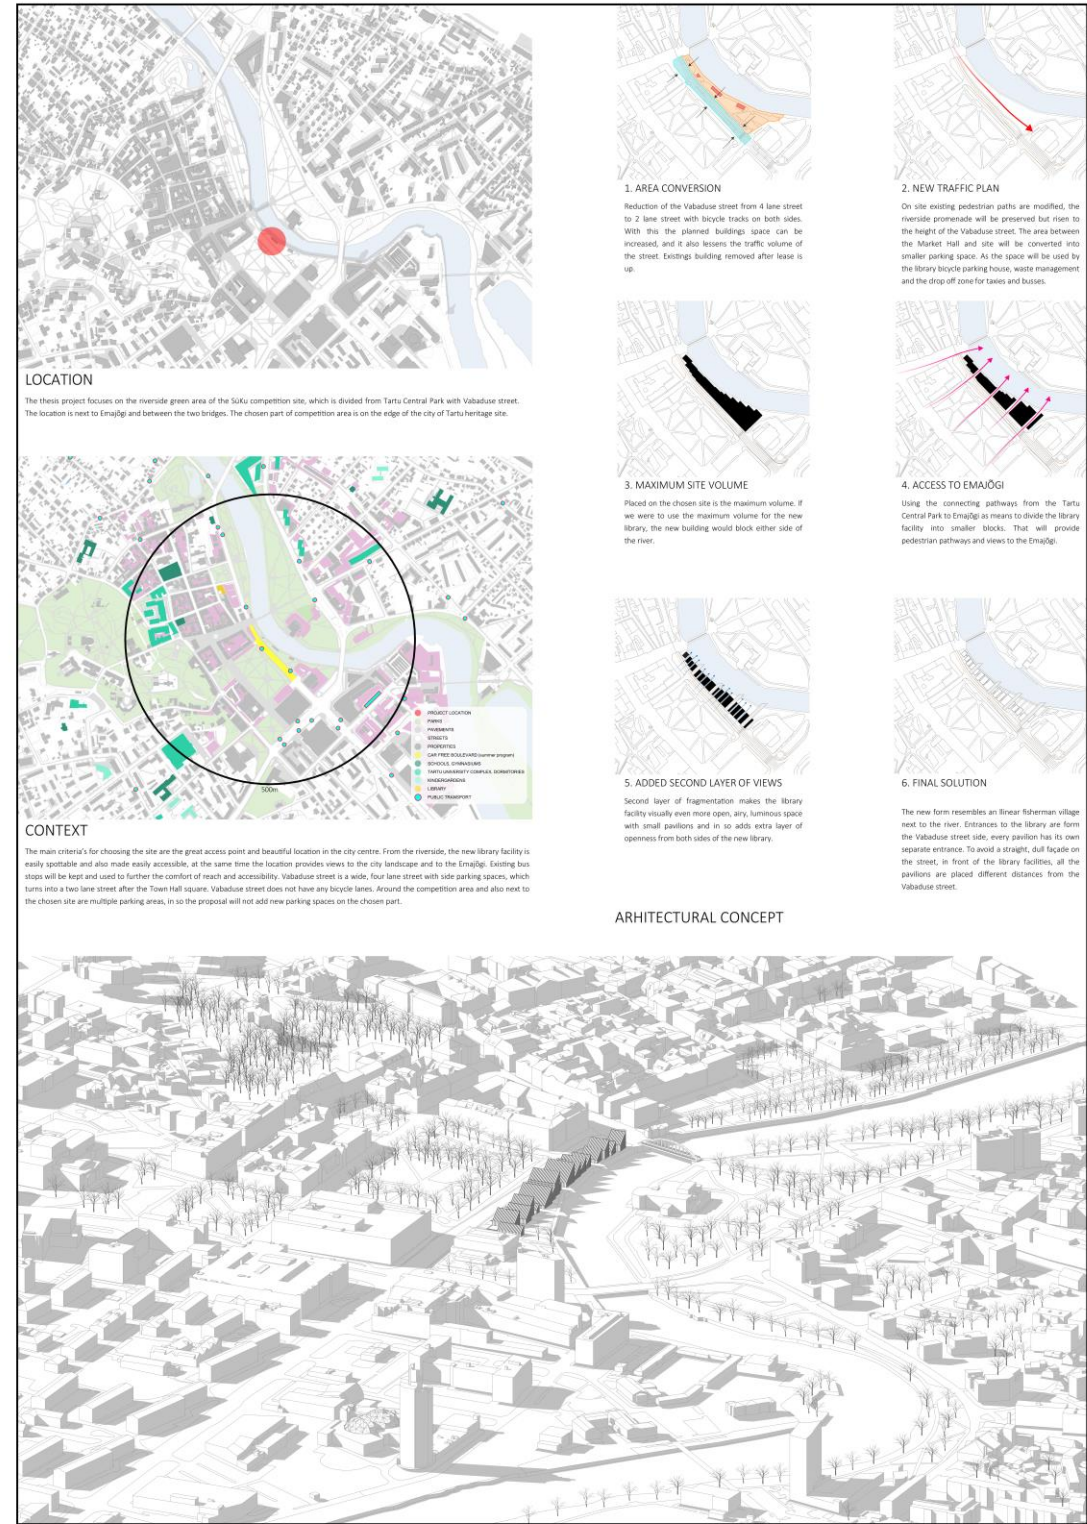 LOCATION
The thesis project focuses on the riverside green area of the SüKu competition site, which is divided from Tartu Central Park with Vabaduse street.
The location is next to Emajõgi and between the two bridges. The chosen part of competition area is on the edge of the city of Tartu heritage site.
500m
PROJECT LOCATION
PARKS
PAVEMENTS
STREETS
PROPERTIES
CAR FREE BOULEVARD (summer program)
SCHOOLS, GYMNASIUMS
TARTU UNIVERSITY COMPLEX, DORMITORIES
KINDERGARDENS
LIBRARY
PUBLIC TRANSPORT
CONTEXT
The main criteria's for choosing the site are the great access point and beautiful location in the city centre. From the riverside, the new library facility is
easily spottable and also made easily accessible, at the same time the location provides views to the city landscape and to the Emajõgi. Existing bus
stops will be kept and used to further the comfort of reach and accessibility. Vabaduse street is a wide, four lane street with side parking spaces, which
turns into a two lane street after the Town Hall square. Vabaduse street does not have any bicycle lanes. Around the competition area and also next to
the chosen site are multiple parking areas, in so the proposal will not add new parking spaces on the chosen part.
1. AREA CONVERSION
Reduction of the Vabaduse street from 4 lane street
to 2 lane street with bicycle tracks on both sides.
With this the planned buildings space can be
increased, and it also lessens the traffic volume of
the street. Existings building removed after lease is
up.
2. NEW TRAFFIC PLAN
On site existing pedestrian paths are modified, the
riverside promenade will be preserved but risen to
the height of the Vabaduse street. The area between
the Market Hall and site will be converted into
smaller parking space. As the space will be used by
the library bicycle parking house, waste management
and the drop off zone for taxies and busses.
3. MAXIMUM SITE VOLUME
Placed on the chosen site is the maximum volume. If
we were to use the maximum volume for the new
library, the new building would block either side of
the river.
4. ACCESS TO EMAJÕGI
Using the connecting pathways from the Tartu
Central Park to Emajõgi as means to divide the library
facility into smaller blocks. That will provide
pedestrian pathways and views to the Emajõgi.
5. ADDED SECOND LAYER OF VIEWS
Second layer of fragmentation makes the library
facility visually even more open, airy, luminous space
with small pavilions and in so adds extra layer of
openness from both sides of the new library.
6. FINAL SOLUTION
The new form resembles an llinear fisherman village
next to the river. Entrances to the library are form
the Vabaduse street side, every pavilion has its own
separate entrance. To avoid a straight, dull façade on
the street, in front of the library facilities, all the
pavilions are placed different distances from the
Vabaduse street.
ARHITECTURAL CONCEPT